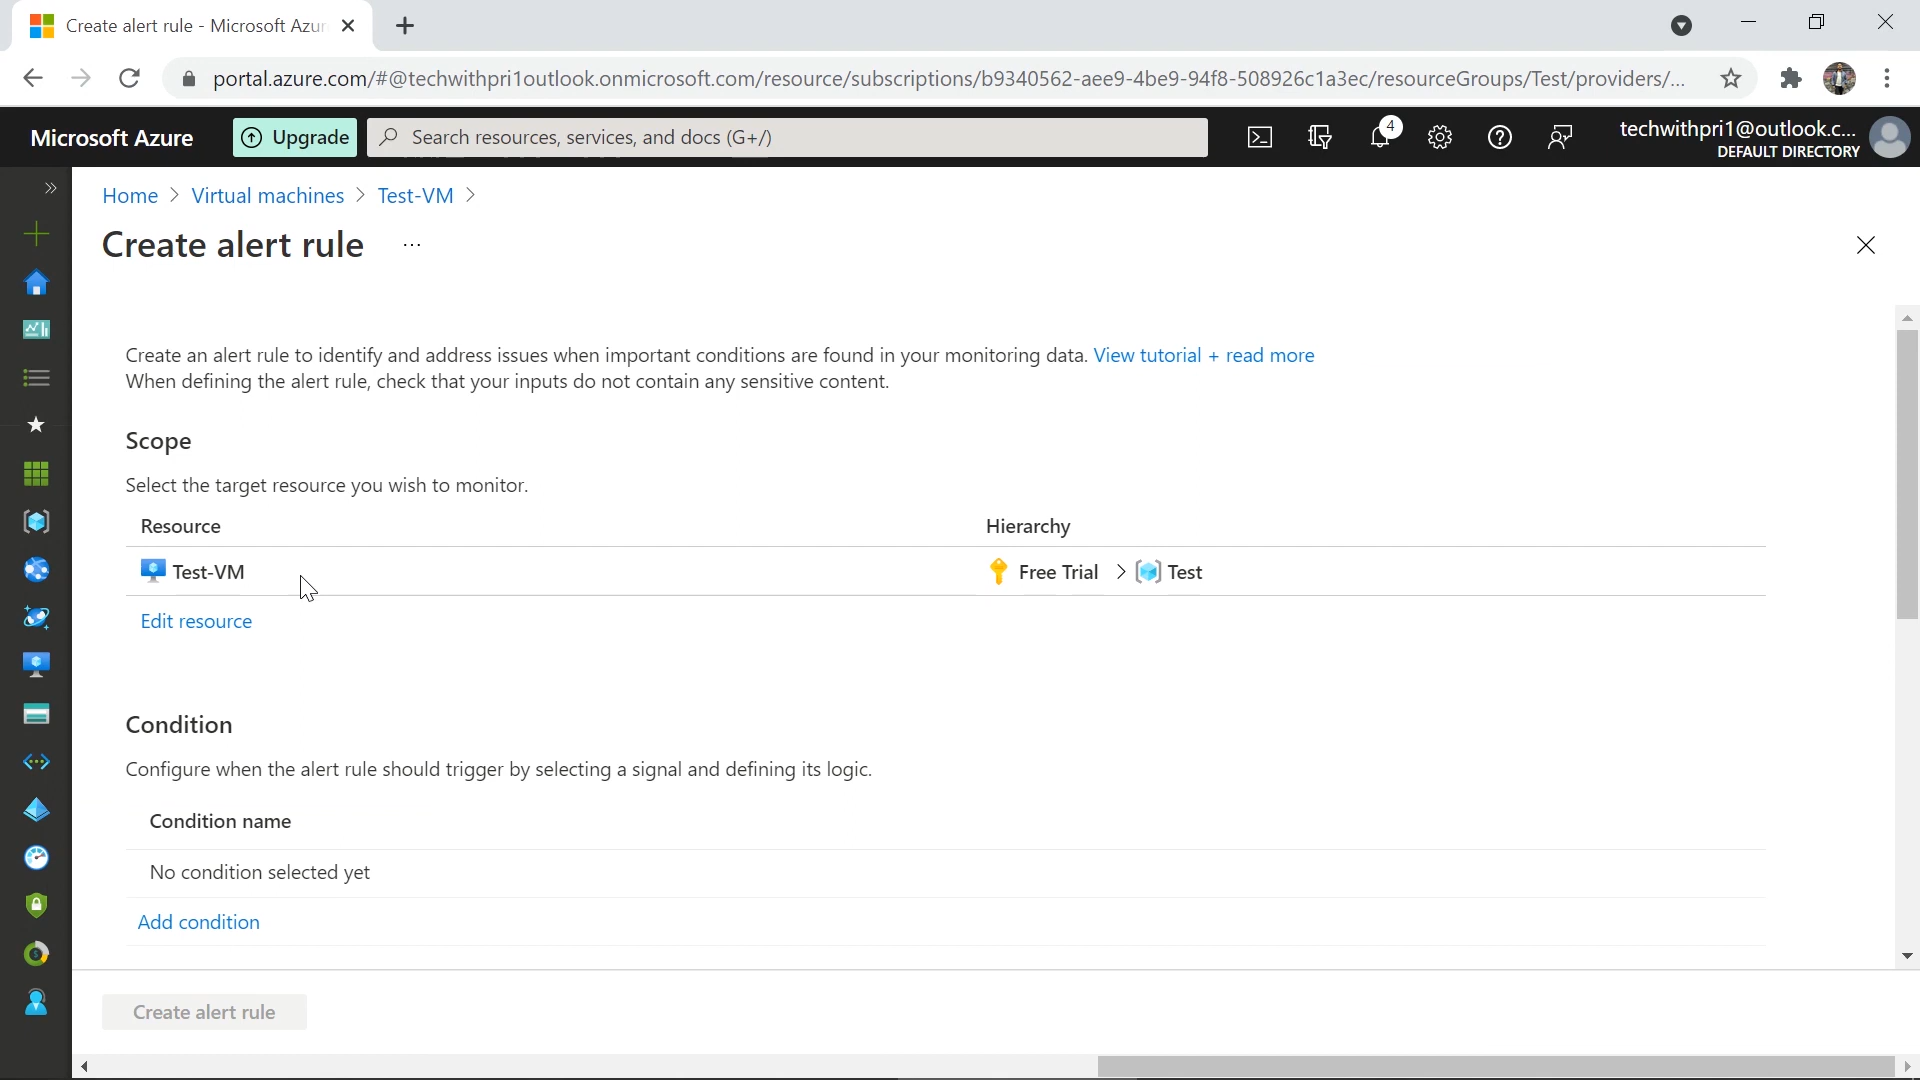 Create alert rule - Microsoft Azu
portal.azure.com/#@techwithpri1outlook.onmicrosoft.com/resource/subscriptions/b9340562-aee9-4be9-94f8-508926c1a3ec/resourceGroups/Test/providers/...
Microsoft Azure
Upgrade
Search resources, services, and docs (G+/)
4
techwithpri1@outlook.c...
DEFAULT DIRECTORY
Home > Virtual machines > Test-VM >
Create alert rule ...
Create an alert rule to identify and address issues when important conditions are found in your monitoring data. View tutorial + read more
When defining the alert rule, check that your inputs do not contain any sensitive content.
Scope
Select the target resource you wish to monitor.
Resource Hierarchy
Test-VM Free Trial > Test
Edit resource
Condition
Configure when the alert rule should trigger by selecting a signal and defining its logic.
Condition name
No condition selected yet
Add condition
Create alert rule